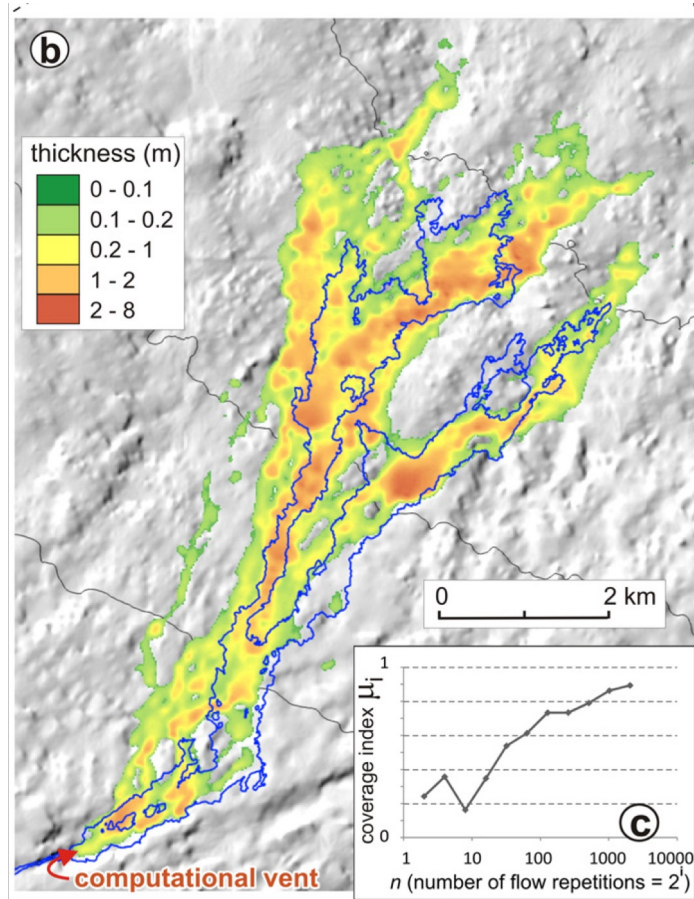 b
thickness (m)
0 - 0.1
0.1 - 0.2
0.2 - 1
1 - 2
2 - 8
0 2 km
computational vent
1
coverage index μi
0
1 10 100 1000 10000
n (number of flow repetitions = 2^i)
c